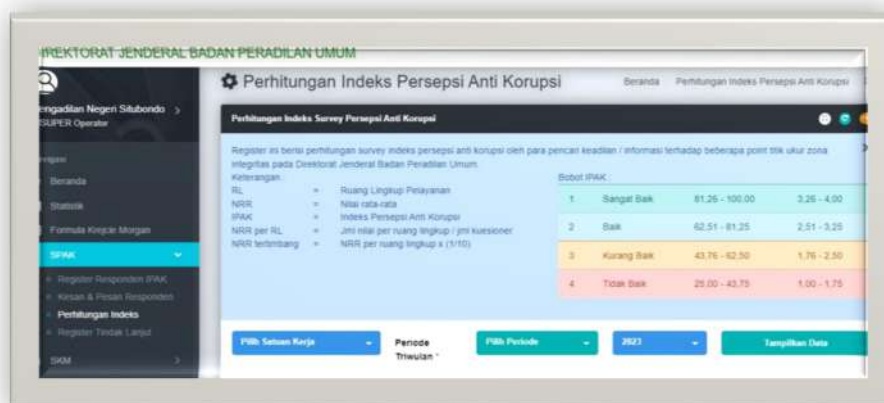 DIREKTORAT JENDERAL BADAN PERADILAN UMUM
Pengadilan Negeri Situbondo
SUPER Operator
Beranda
Statistik
Formula Krejcie Morgan
SPAK
Register Responden IPAK
Kesan & Pesan Responden
Perhitungan Indeks
Register Tindak Lanjut
SKM
Perhitungan Indeks Persepsi Anti Korupsi
Beranda Perhitungan Indeks Persepsi Anti Korupsi
Perhitungan Indeks Survey Persepsi Anti Korupsi
Register ini berisi perhitungan survey indeks persepsi anti korupsi oleh para pencari keadilan / informasi terhadap beberapa point titik ukur zona
integritas pada Direktorat Jenderal Badan Peradilan Umum.
Keterangan :
RL = Ruang Lingkup Pelayanan
NRR = Nilai rata-rata
IPAK = Indeks Persepsi Anti Korupsi
NRR per RL = Jml nilai per ruang lingkup / jml kuesioner
NRR tertimbang = NRR per ruang lingkup x (1/10)
Bobot IPAK :
1 Sangat Baik 81,26 - 100,00 3,26 - 4,00
2 Baik 62,51 - 81,25 2,51 - 3,25
3 Kurang Baik 43,76 - 62,50 1,76 - 2,50
4 Tidak Baik 25,00 - 43,75 1,00 - 1,75
Pilih Satuan Kerja
Periode
Triwulan *
Pilih Periode
2023
Tampilkan Data